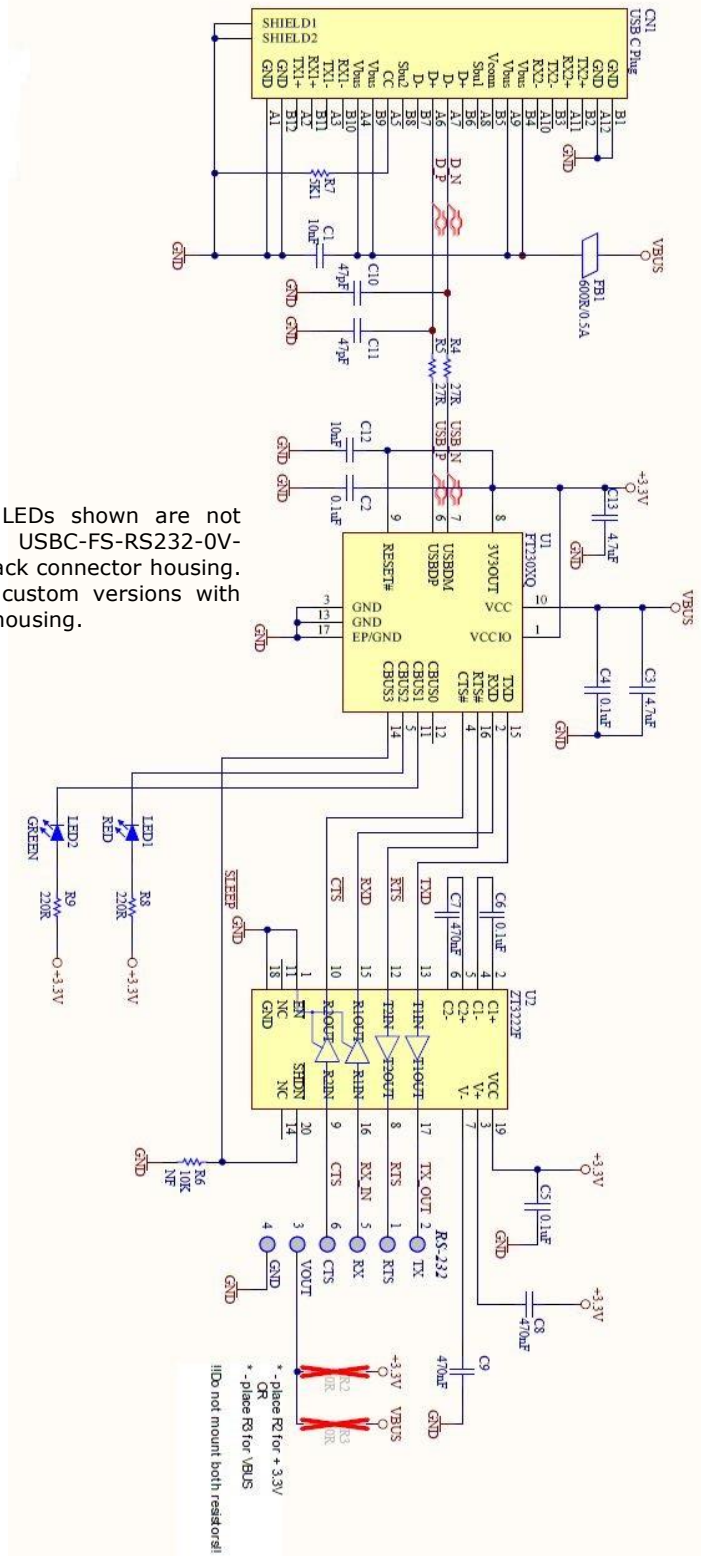 CN1
USB C Plug
SHIELD1
SHIELD2
GND B1
GND A12
TX2+ B2
RX2+ A11
TX2- B3
RX2- A10
Vbus B4
Vbus A9
Vconn B5
Sbu1 A8
D+ B6
D- A7
D+ A6
D- B7
Sbu2 B8
CC A5
Vbus B9
Vbus A4
RX1- B10
TX1- A3
RX1+ B11
TX1+ A2
GND B12
GND A1
GND
D_N
D_P
R7
5K1
C1
10nF
GND
VBUS
FB1
600R/0.5A
C10
47pF
GND
C11
47pF
GND
R4 27R
R5 27R
USB_N
USB_P
C12
10nF
GND
C2
0.1uF
GND
+3.3V
C13 4.7uF
GND
U1
FT230XQ
8 3V3OUT
7 USBDM
6 USBDP
9 RESET#
10 VCC
1 VCCIO
3 GND
13 GND
17 EP/GND
GND
TXD 15
RXD 2
RTS# 16
CTS# 4
CBUS0 12
CBUS1 11
CBUS2 5
CBUS3 14
VBUS
C3 4.7uF
C4 0.1uF
GND
LED1
RED
R8
220R
+3.3V
LED2
GREEN
R9
220R
+3.3V
TXD
RTS
RXD
CTS
SLEEP
GND
C6 0.1uF
C7 470nF
U2
ZT3222F
2 C1+
4 C1-
5 C2+
6 C2-
13 T1IN T1OUT 17
12 T2IN T2OUT 8
15 R1OUT R1IN 16
10 R2OUT R2IN 9
1 EN
11 NC
18 GND
VCC 19
V+ 3
V- 7
SHDN 20
NC 14
+3.3V
C5 0.1uF
GND
+3.3V
C8
470nF
C9
470nF
GND
R6
10K
NF
GND
TX_OUT
RTS
RX_IN
CTS
RS-232
2 TX
1 RTS
5 RX
6 CTS
3 VOUT
4 GND
GND
+3.3V
R2
0R
VBUS
R3
0R
* - place R2 for + 3.3V
OR
* - place R3 for VBUS
!!Do not mount both resistors!!
LEDs shown are not
USBC-FS-RS232-0V-
ack connector housing.
custom versions with
housing.